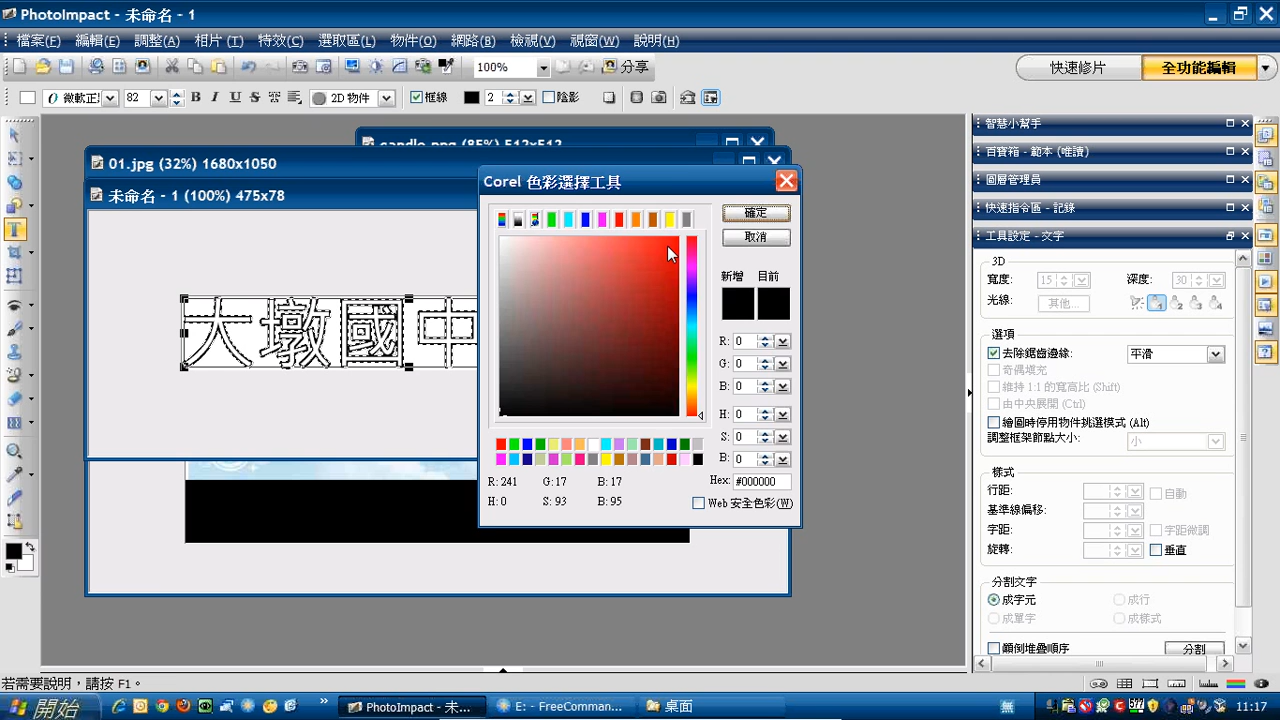 PhotoImpact - 未命名 - 1
檔案(F) 編輯(E) 調整(A) 相片 (T) 特效(C) 選取區(L) 物件(O) 網路(B) 檢視(V) 視窗(W) 說明(H)
100% 分享 快速修片 全功能編輯
微軟正 82 B I U S T 2D 物件 框線 2 陰影
candle.png (85%) 512x512
01.jpg (32%) 1680x1050
未命名 - 1 (100%) 475x78
大墩國中
Corel 色彩選擇工具
確定
取消
新增 目前
R: 0
G: 0
B: 0
H: 0
S: 0
B: 0
Hex: #000000
R:241 G:17 B:17
H:0 S:93 B:95
Web 安全色彩(W)
智慧小幫手
百寶箱 - 範本 (唯讀)
圖層管理員
快速指令區 - 記錄
工具設定 - 文字
3D
寬度: 15 深度: 30
光線: 其他...
選項
去除鋸齒邊緣: 平滑
奇偶填充
維持 1:1 的寬高比 (Shift)
由中央展開 (Ctrl)
繪圖時停用物件挑選模式 (Alt)
調整框架節點大小: 小
樣式
行距: 自動
基準線偏移:
字距: 字距微調
旋轉: 垂直
分割文字
成字元 成行
成單字 成樣式
顛倒堆疊順序 分割
若需要說明，請按 F1。
開始 PhotoImpact - 未... E: - FreeComman... 桌面 11:17